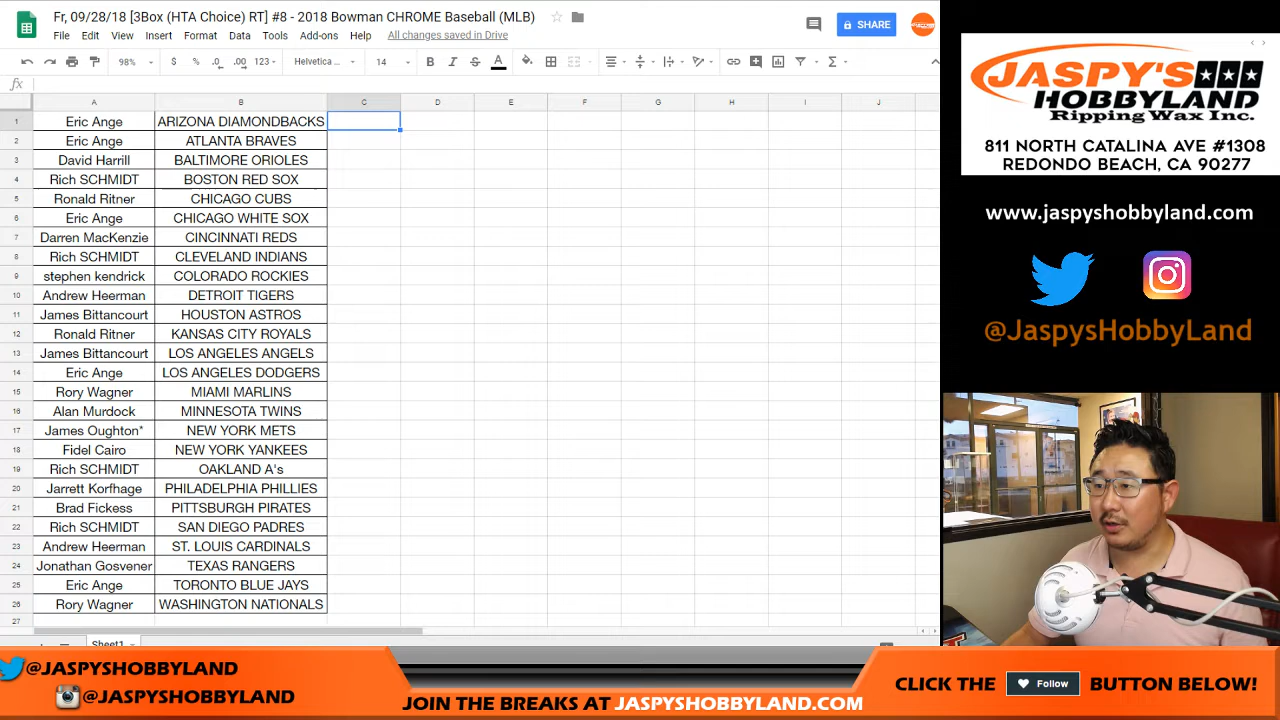 Fr, 09/28/18 [3Box (HTA Choice) RT] #8 - 2018 Bowman CHROME Baseball (MLB)
File Edit View Insert Format Data Tools Add-ons Help All changes saved in Drive
SHARE
98% $ % .0 .00 123 Helvetica ... 14 B I S A
fx
A B C D E F G H I J
1 Eric Ange ARIZONA DIAMONDBACKS
2 Eric Ange ATLANTA BRAVES
3 David Harrill BALTIMORE ORIOLES
4 Rich SCHMIDT BOSTON RED SOX
5 Ronald Ritner CHICAGO CUBS
6 Eric Ange CHICAGO WHITE SOX
7 Darren MacKenzie CINCINNATI REDS
8 Rich SCHMIDT CLEVELAND INDIANS
9 stephen kendrick COLORADO ROCKIES
10 Andrew Heerman DETROIT TIGERS
11 James Bittancourt HOUSTON ASTROS
12 Ronald Ritner KANSAS CITY ROYALS
13 James Bittancourt LOS ANGELES ANGELS
14 Eric Ange LOS ANGELES DODGERS
15 Rory Wagner MIAMI MARLINS
16 Alan Murdock MINNESOTA TWINS
17 James Oughton* NEW YORK METS
18 Fidel Cairo NEW YORK YANKEES
19 Rich SCHMIDT OAKLAND A's
20 Jarrett Korfhage PHILADELPHIA PHILLIES
21 Brad Fickess PITTSBURGH PIRATES
22 Rich SCHMIDT SAN DIEGO PADRES
23 Andrew Heerman ST. LOUIS CARDINALS
24 Jonathan Gosvener TEXAS RANGERS
25 Eric Ange TORONTO BLUE JAYS
26 Rory Wagner WASHINGTON NATIONALS
27
Sheet1
JASPY'S
HOBBYLAND
Ripping Wax Inc.
811 NORTH CATALINA AVE #1308
REDONDO BEACH, CA 90277
www.jaspyshobbyland.com
@JaspysHobbyLand
@JASPYSHOBBYLAND
@JASPYSHOBBYLAND
JOIN THE BREAKS AT JASPYSHOBBYLAND.COM
CLICK THE Follow BUTTON BELOW!